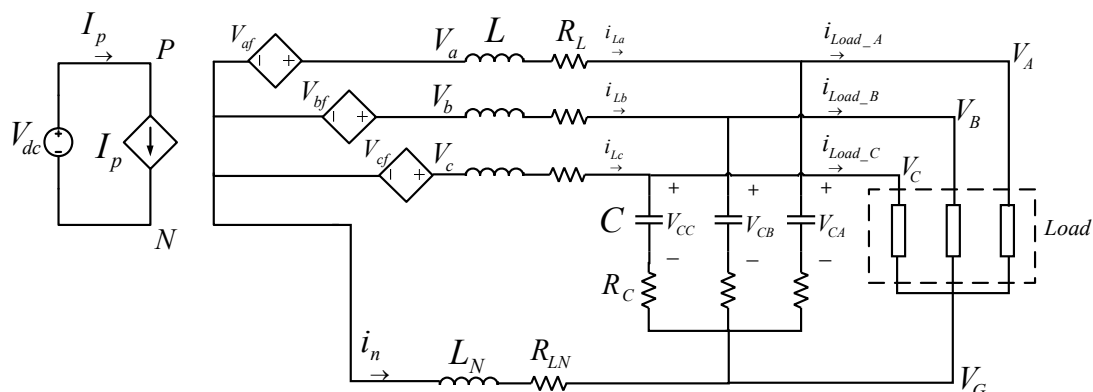 I_p P V_af V_a L R_L i_La i_Load_A V_A
V_bf V_b i_Lb i_Load_B V_B
V_dc I_p V_cf V_c i_Lc i_Load_C V_C
N C V_CC V_CB V_CA Load
R_C
i_n L_N R_LN V_G